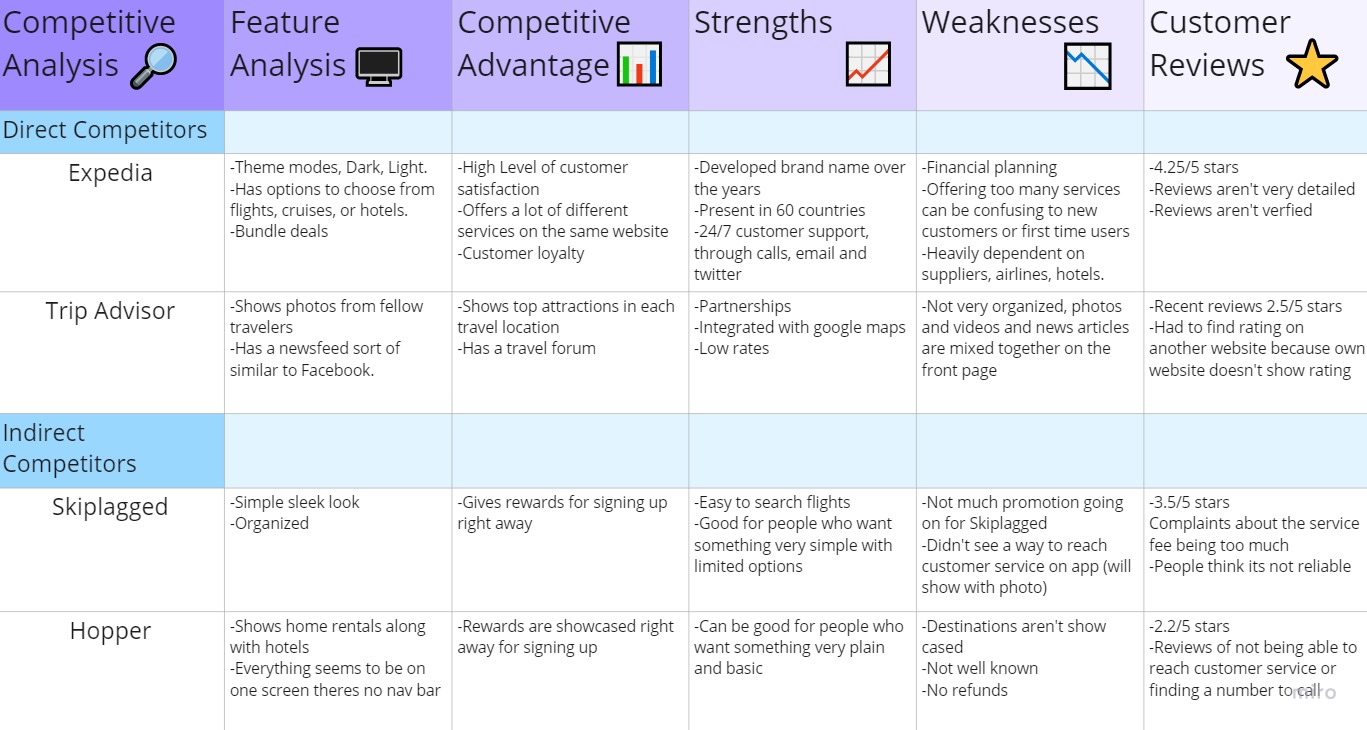 Competitive
Analysis
Feature
Analysis
Competitive
Advantage
Strengths
Weaknesses
Customer
Reviews
Direct Competitors
Expedia
-Theme modes, Dark, Light.
-Has options to choose from
flights, cruises, or hotels.
-Bundle deals
-High Level of customer
satisfaction
-Offers a lot of different
services on the same website
-Customer loyalty
-Developed brand name over
the years
-Present in 60 countries
-24/7 customer support,
through calls, email and
twitter
-Financial planning
-Offering too many services
can be confusing to new
customers or first time users
-Heavily dependent on
suppliers, airlines, hotels.
-4.25/5 stars
-Reviews aren't very detailed
-Reviews aren't verfied
Trip Advisor
-Shows photos from fellow
travelers
-Has a newsfeed sort of
similar to Facebook.
-Shows top attractions in each
travel location
-Has a travel forum
-Partnerships
-Integrated with google maps
-Low rates
-Not very organized, photos
and videos and news articles
are mixed together on the
front page
-Recent reviews 2.5/5 stars
-Had to find rating on
another website because own
website doesn't show rating
Indirect
Competitors
Skiplagged
-Simple sleek look
-Organized
-Gives rewards for signing up
right away
-Easy to search flights
-Good for people who want
something very simple with
limited options
-Not much promotion going
on for Skiplagged
-Didn't see a way to reach
customer service on app (will
show with photo)
-3.5/5 stars
Complaints about the service
fee being too much
-People think its not reliable
Hopper
-Shows home rentals along
with hotels
-Everything seems to be on
one screen theres no nav bar
-Rewards are showcased right
away for signing up
-Can be good for people who
want something very plain
and basic
-Destinations aren't show
cased
-Not well known
-No refunds
-2.2/5 stars
-Reviews of not being able to
reach customer service or
finding a number to call
miro